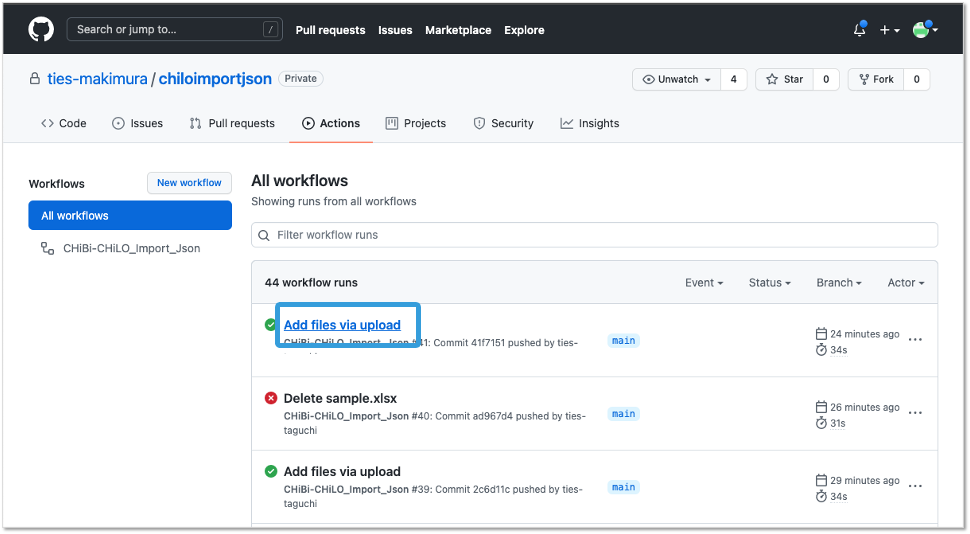 Search or jump to... /
Pull requests Issues Marketplace Explore
ties-makimura / chiloimportjson Private
Unwatch 4 Star 0 Fork 0
Code Issues Pull requests Actions Projects Security Insights
Workflows New workflow
All workflows
CHiBi-CHiLO_Import_Json
All workflows
Showing runs from all workflows
Filter workflow runs
44 workflow runs Event Status Branch Actor
Add files via upload
CHiBi-CHiLO_Import_Json #41: Commit 41f7151 pushed by ties-
main
24 minutes ago
34s
Delete sample.xlsx
CHiBi-CHiLO_Import_Json #40: Commit ad967d4 pushed by ties-
taguchi
main
26 minutes ago
31s
Add files via upload
CHiBi-CHiLO_Import_Json #39: Commit 2c6d11c pushed by ties-
taguchi
main
29 minutes ago
34s